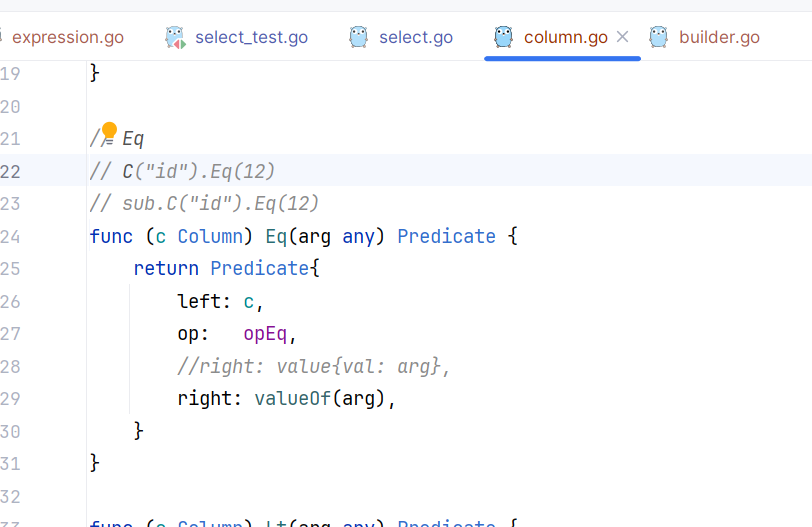 expression.go select_test.go select.go column.go builder.go
19 }
20
21 // Eq
22 // C("id").Eq(12)
23 // sub.C("id").Eq(12)
24 func (c Column) Eq(arg any) Predicate {
25 return Predicate{
26 left: c,
27 op: opEq,
28 //right: value{val: arg},
29 right: valueOf(arg),
30 }
31 }
32
33 func (c Column) Lt(arg any) Predicate {